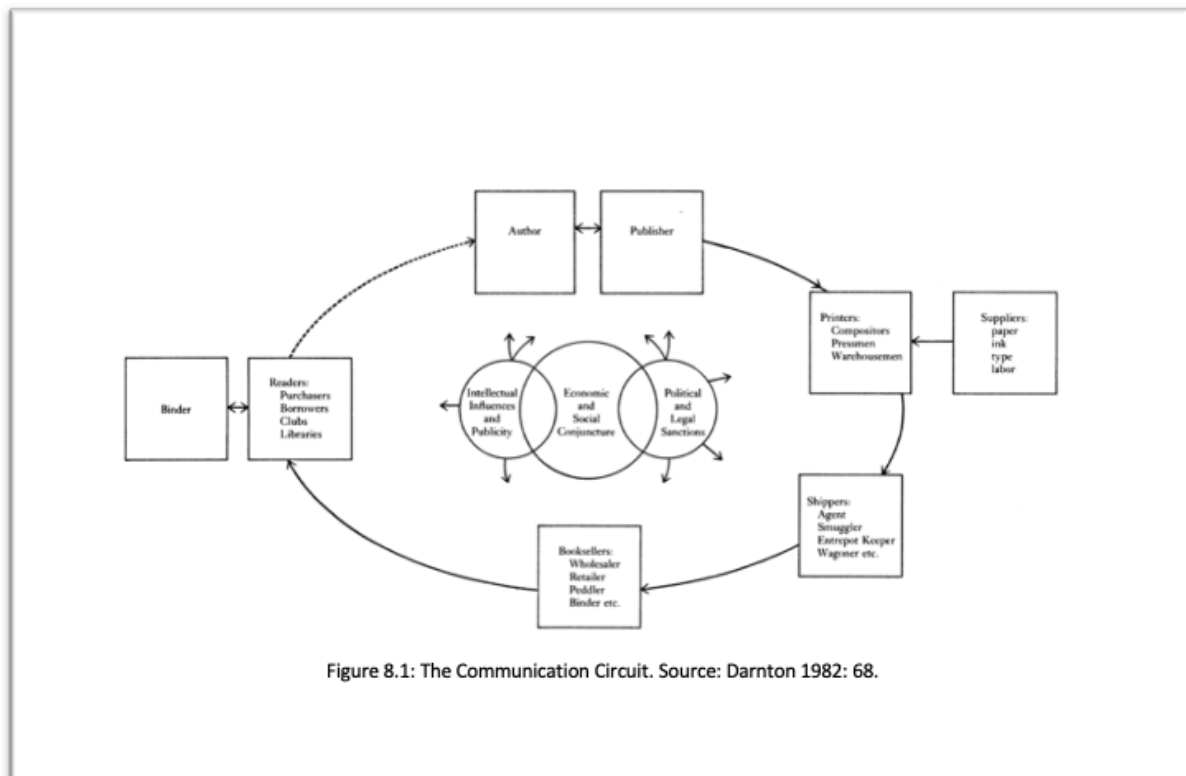 Author
Publisher
Printers:
Compositors
Pressmen
Warehousemen
Suppliers:
paper
ink
type
labor
Binder
Readers:
Purchasers
Borrowers
Clubs
Libraries
Intellectual
Influences
and
Publicity
Economic
and
Social
Conjuncture
Political
and
Legal
Sanctions
Shippers:
Agent
Smuggler
Entrepot Keeper
Wagoner etc.
Booksellers:
Wholesaler
Retailer
Peddler
Binder etc.
Figure 8.1: The Communication Circuit. Source: Darnton 1982: 68.